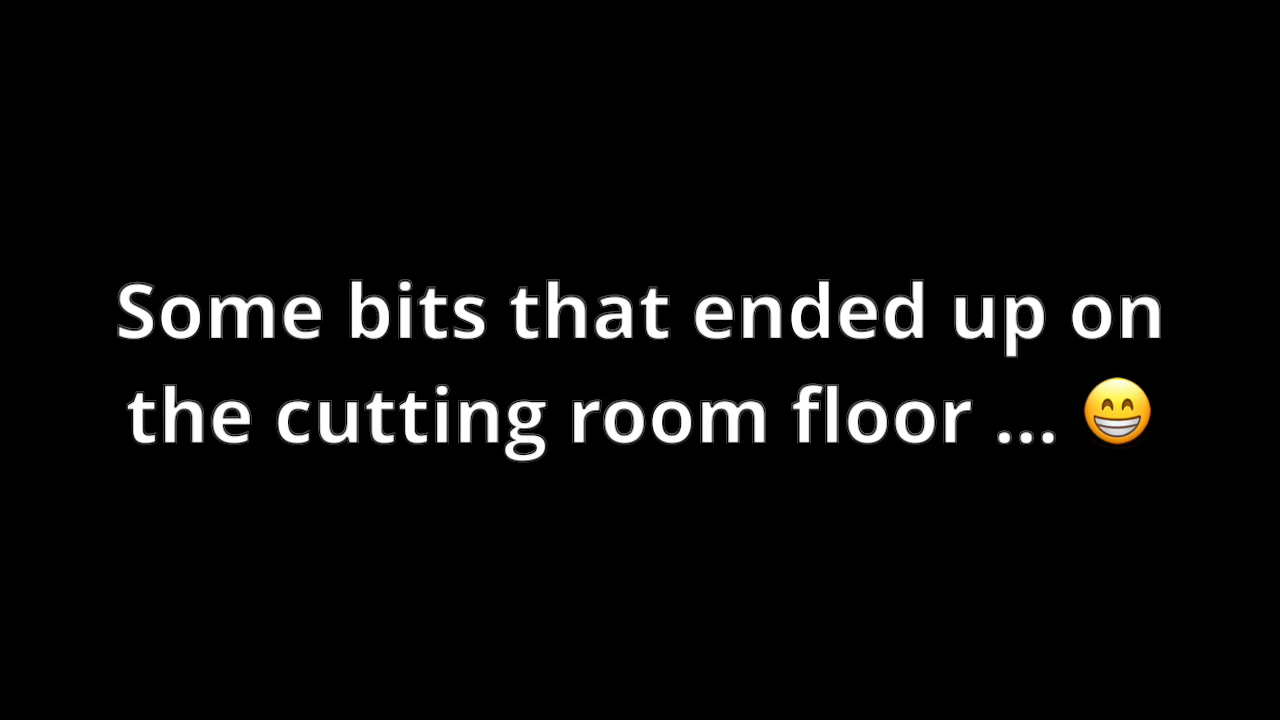 Some bits that ended up on
the cutting room floor ... 😁